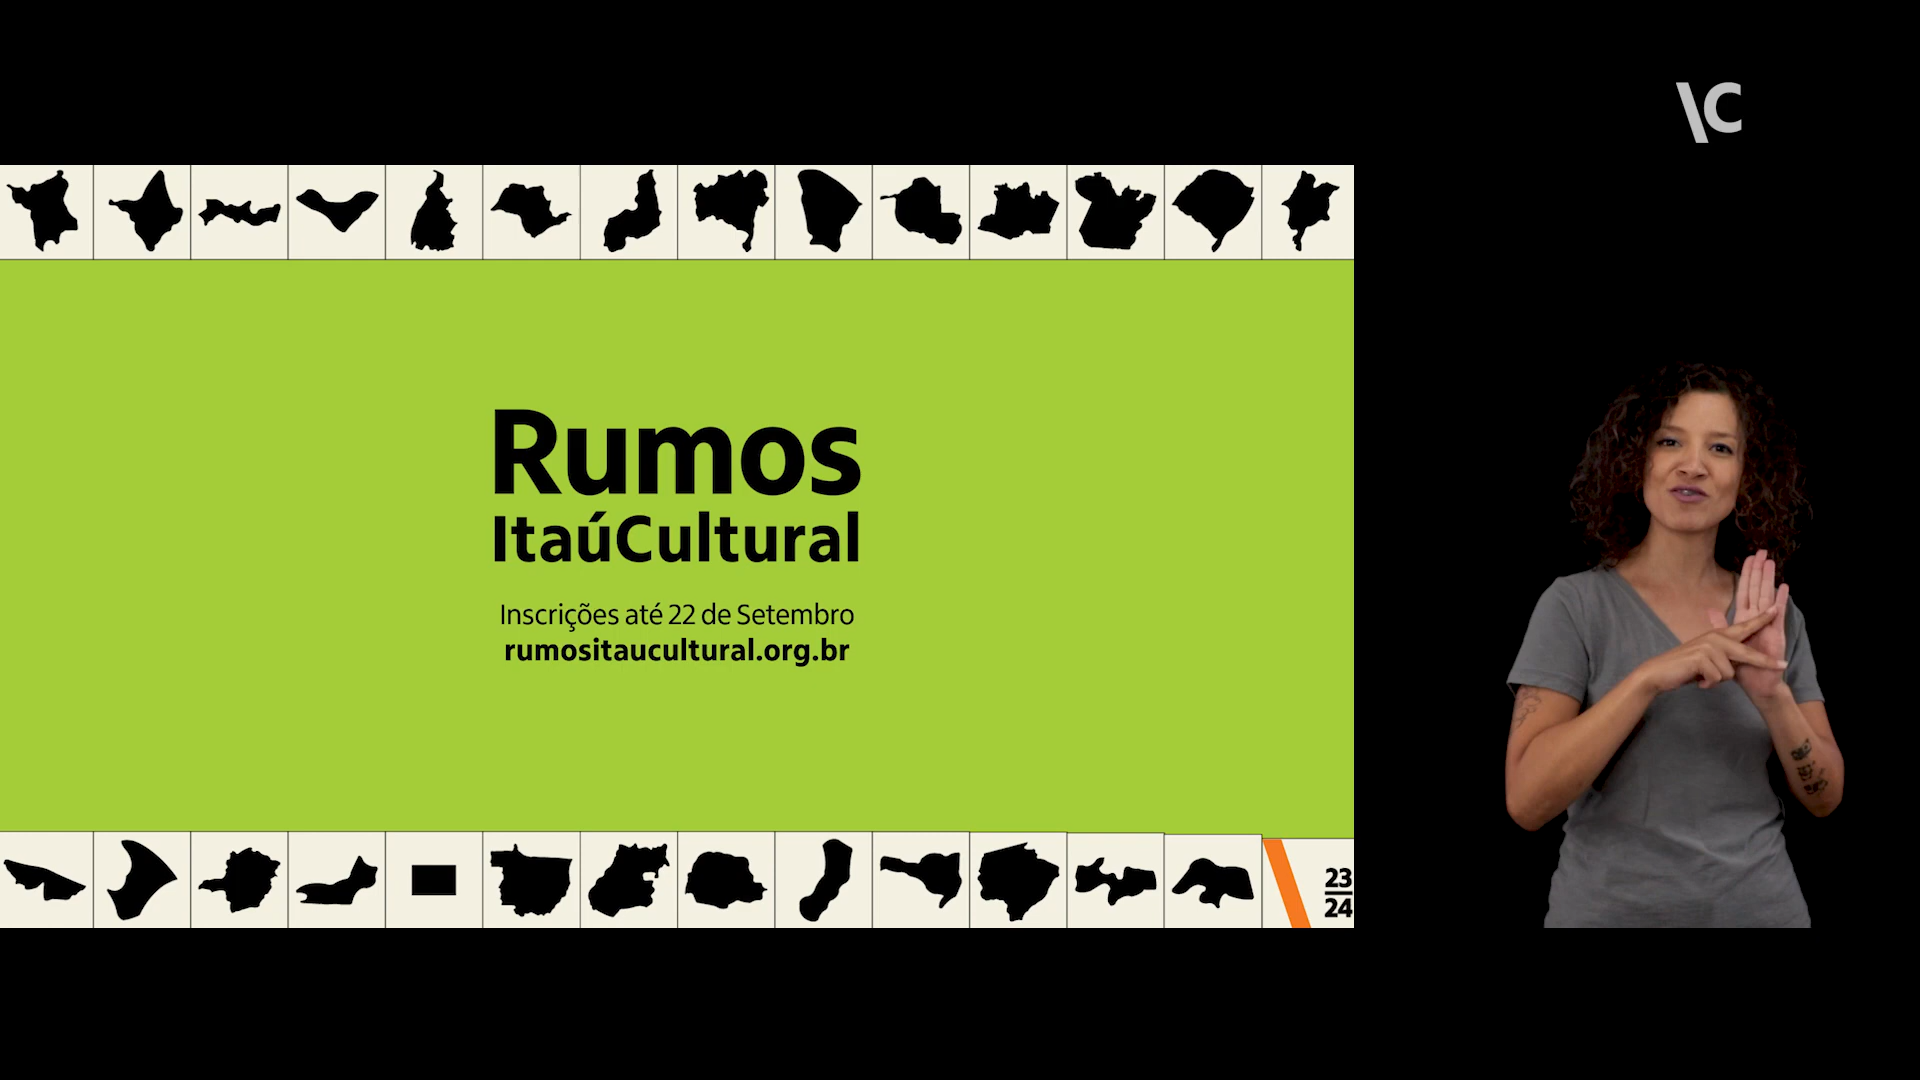 \C
Rumos
ItaúCultural
Inscrições até 22 de Setembro
rumositaucultural.org.br
23
24